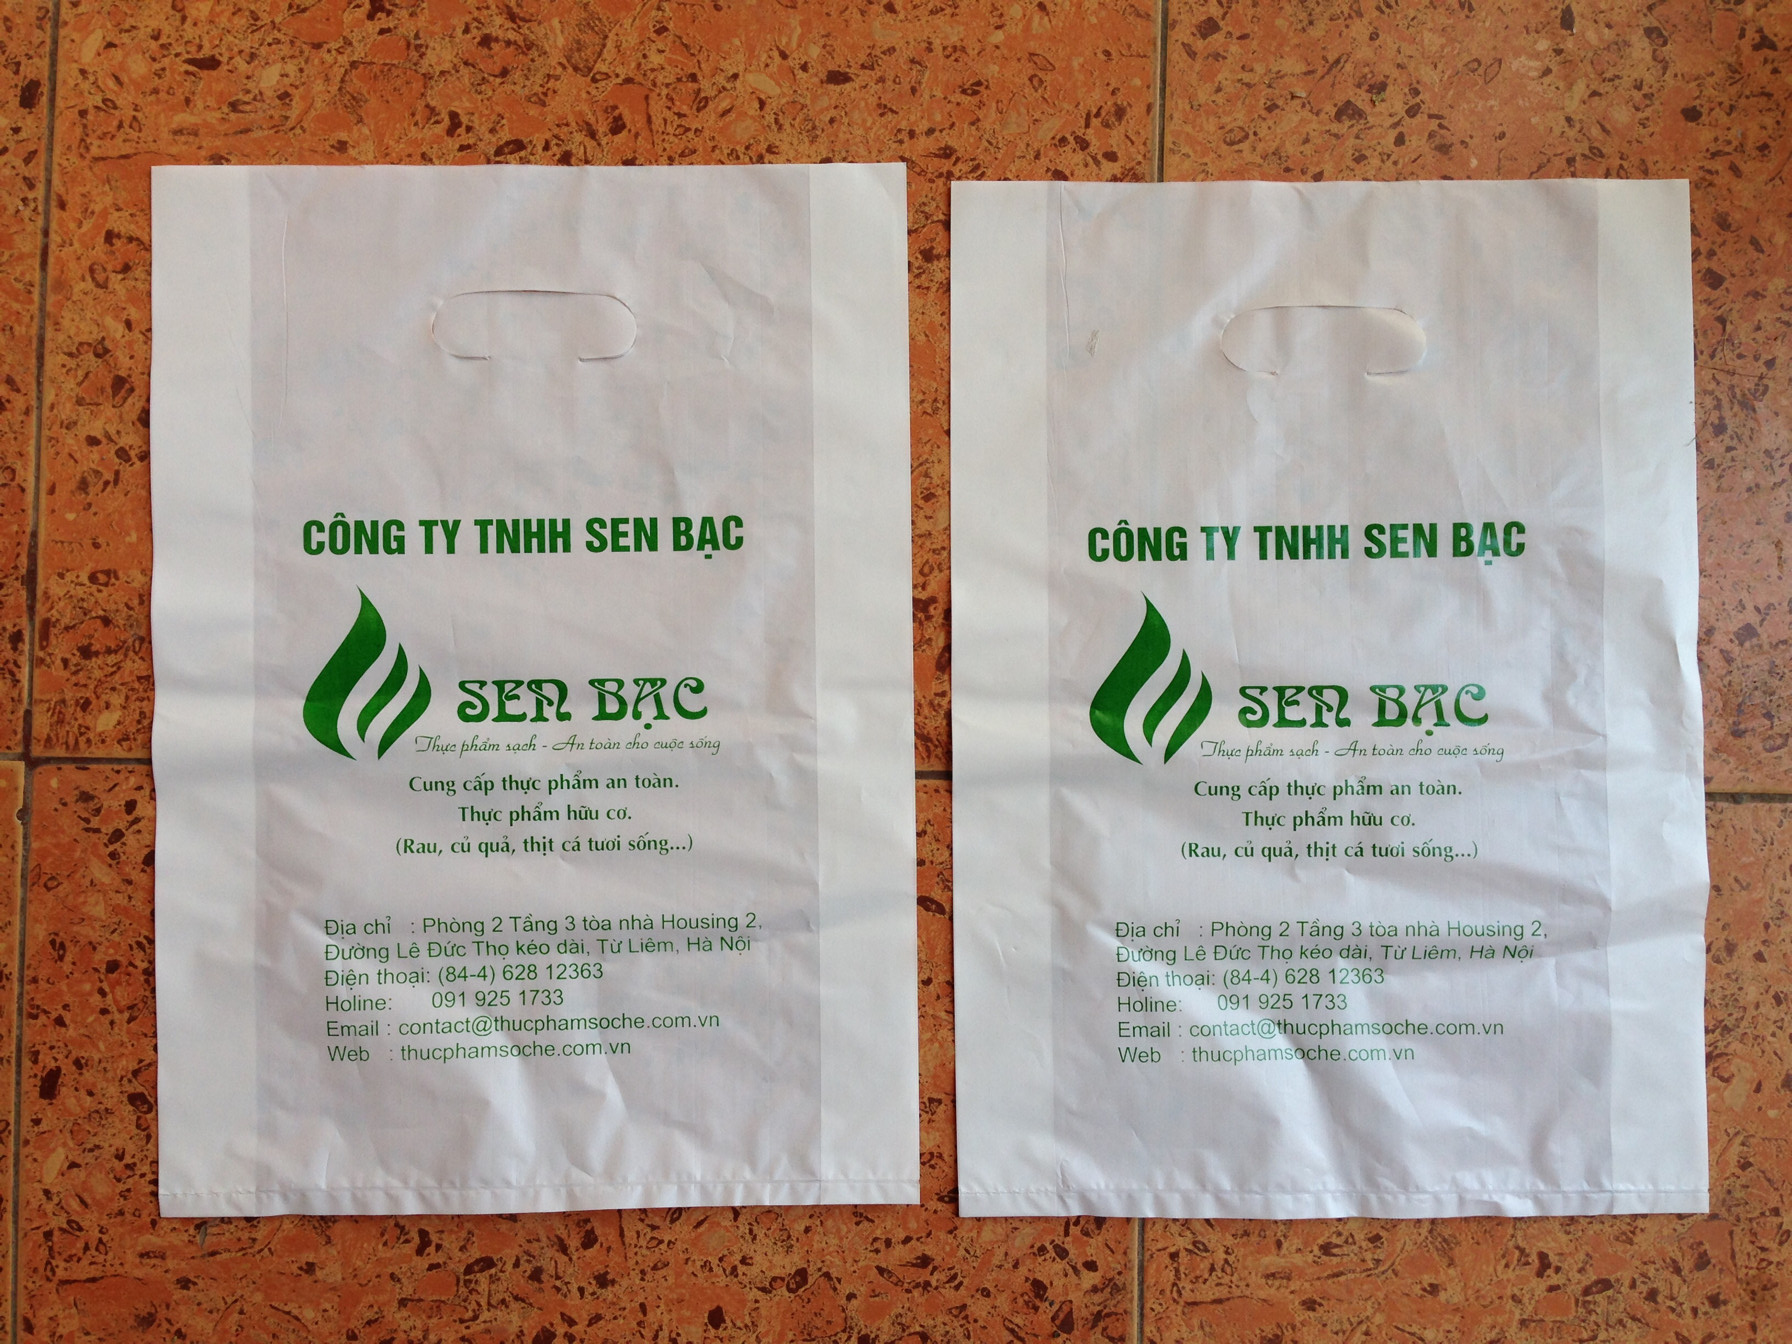 CÔNG TY TNHH SEN BẠC
SEN BẠC
Thực phẩm sạch - An toàn cho cuộc sống
Cung cấp thực phẩm an toàn.
Thực phẩm hữu cơ.
(Rau, củ quả, thịt cá tươi sống...)
Địa chỉ : Phòng 2 Tầng 3 tòa nhà Housing 2,
Đường Lê Đức Thọ kéo dài, Từ Liêm, Hà Nội
Điện thoại: (84-4) 628 12363
Holine: 091 925 1733
Email : contact@thucphamsoche.com.vn
Web : thucphamsoche.com.vn
CÔNG TY TNHH SEN BẠC
SEN BẠC
Thực phẩm sạch - An toàn cho cuộc sống
Cung cấp thực phẩm an toàn.
Thực phẩm hữu cơ.
(Rau, củ quả, thịt cá tươi sống...)
Địa chỉ : Phòng 2 Tầng 3 tòa nhà Housing 2,
Đường Lê Đức Thọ kéo dài, Từ Liêm, Hà Nội
Điện thoại: (84-4) 628 12363
Holine: 091 925 1733
Email : contact@thucphamsoche.com.vn
Web : thucphamsoche.com.vn